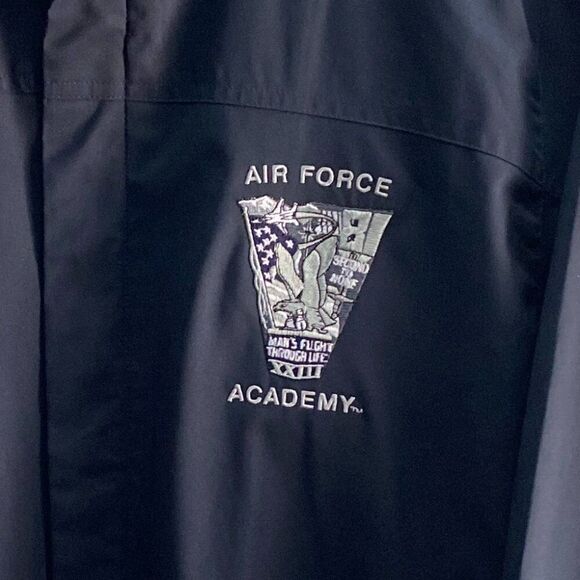 AIR FORCE
SECOND
TO
NONE
MAN'S FLIGHT
THROUGH LIFE
XXIII
ACADEMY™